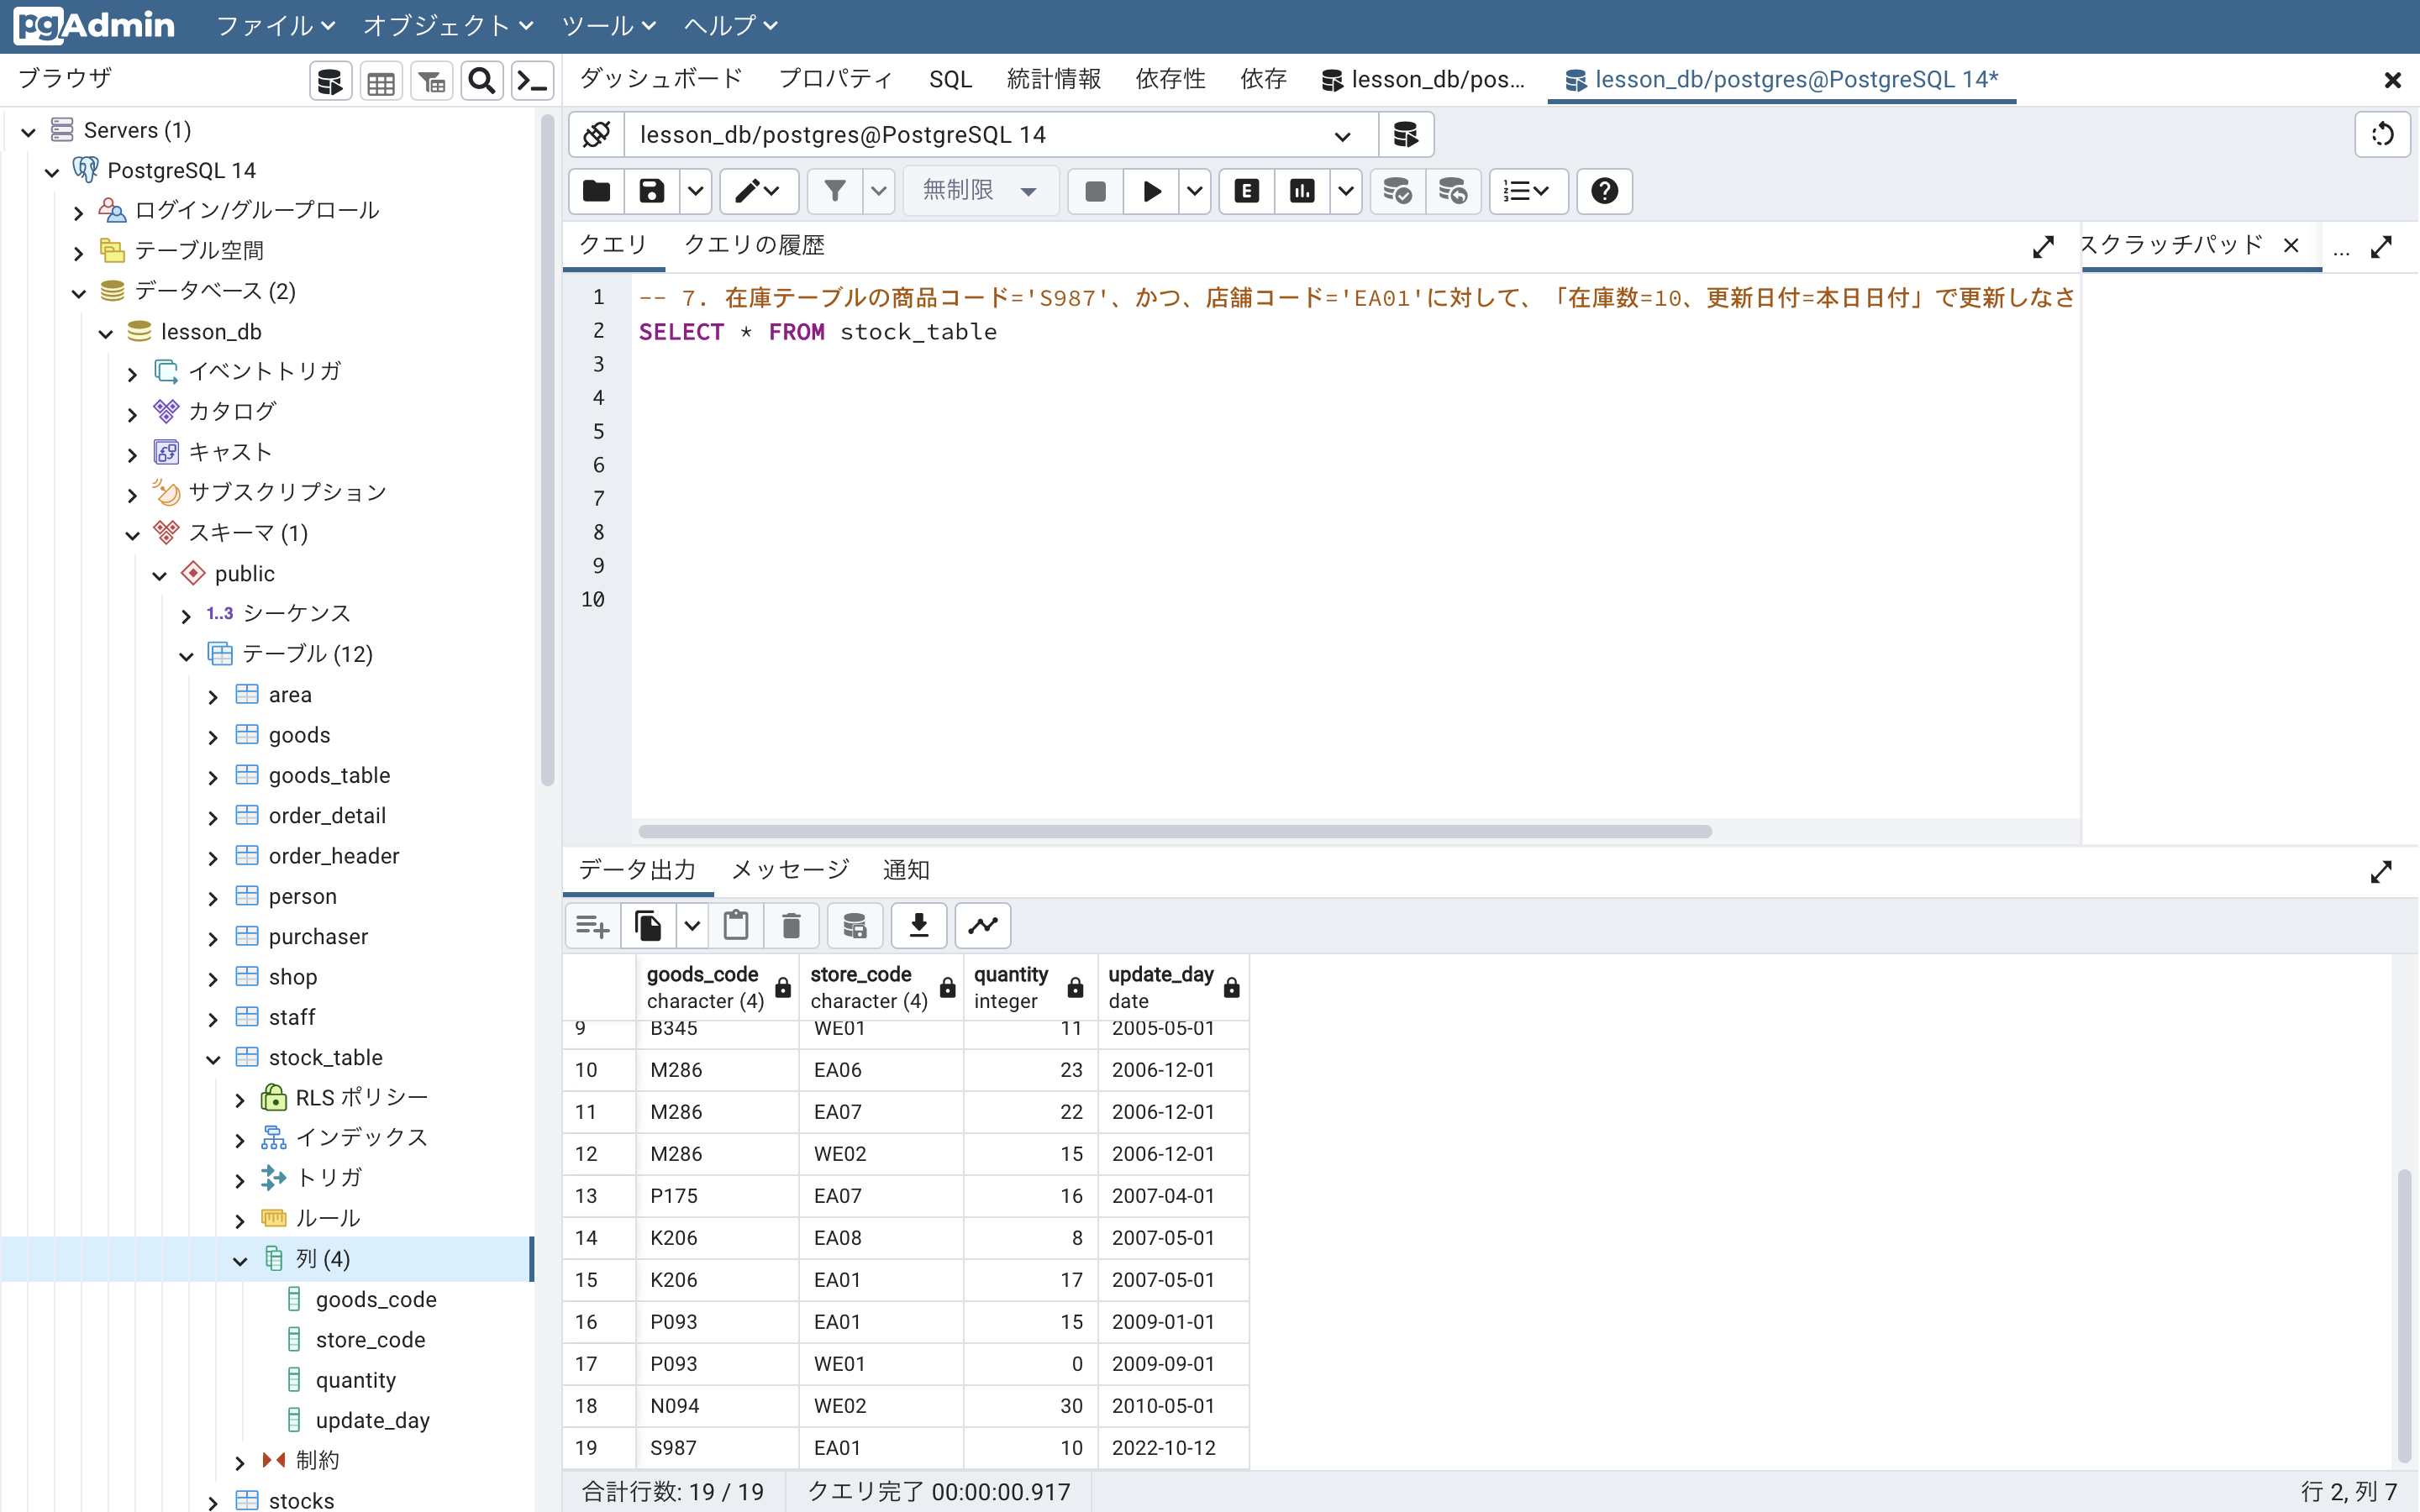 pgAdmin ファイル オブジェクト ツール ヘルプ
ブラウザ
ダッシュボード プロパティ SQL 統計情報 依存性 依存 lesson_db/pos... lesson_db/postgres@PostgreSQL 14*
Servers (1)
PostgreSQL 14
ログイン/グループロール
テーブル空間
データベース (2)
lesson_db
イベントトリガ
カタログ
キャスト
サブスクリプション
スキーマ (1)
public
1..3 シーケンス
テーブル (12)
area
goods
goods_table
order_detail
order_header
person
purchaser
shop
staff
stock_table
RLS ポリシー
インデックス
トリガ
ルール
列 (4)
goods_code
store_code
quantity
update_day
制約
stocks
lesson_db/postgres@PostgreSQL 14
無制限 E
クエリ クエリの履歴 スクラッチパッド ...
1 -- 7. 在庫テーブルの商品コード='S987'、かつ、店舗コード='EA01'に対して、「在庫数=10、更新日付=本日日付」で更新しなさ
2 SELECT * FROM stock_table
3
4
5
6
7
8
9
10
データ出力 メッセージ 通知
goods_code store_code quantity update_day
character (4) character (4) integer date
9 B345 WE01 11 2005-05-01
10 M286 EA06 23 2006-12-01
11 M286 EA07 22 2006-12-01
12 M286 WE02 15 2006-12-01
13 P175 EA07 16 2007-04-01
14 K206 EA08 8 2007-05-01
15 K206 EA01 17 2007-05-01
16 P093 EA01 15 2009-01-01
17 P093 WE01 0 2009-09-01
18 N094 WE02 30 2010-05-01
19 S987 EA01 10 2022-10-12
合計行数: 19 / 19 クエリ完了 00:00:00.917 行 2, 列 7